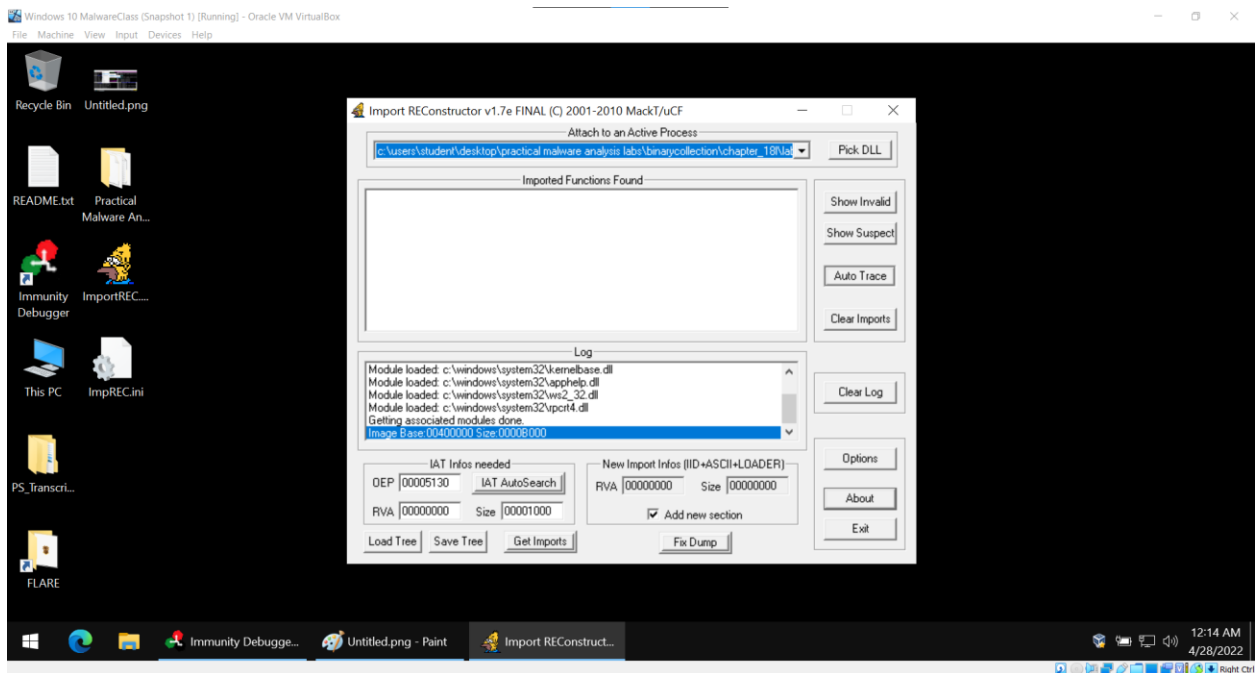 Windows 10 MalwareClass (Snapshot 1) [Running] - Oracle VM VirtualBox
File Machine View Input Devices Help
Recycle Bin
Untitled.png
README.txt
Practical
Malware An...
Immunity
Debugger
ImportREC....
This PC
ImpREC.ini
PS_Transcri...
FLARE
Import REConstructor v1.7e FINAL (C) 2001-2010 MackT/uCF
Attach to an Active Process
c:\users\student\desktop\practical malware analysis labs\binarycollection\chapter_18l\lab
Pick DLL
Imported Functions Found
Show Invalid
Show Suspect
Auto Trace
Clear Imports
Log
Module loaded: c:\windows\system32\kernelbase.dll
Module loaded: c:\windows\system32\apphelp.dll
Module loaded: c:\windows\system32\ws2_32.dll
Module loaded: c:\windows\system32\rpcrt4.dll
Getting associated modules done.
Image Base:00400000 Size:0000B000
Clear Log
IAT Infos needed
OEP 00005130 IAT AutoSearch
RVA 00000000 Size 00001000
New Import Infos (IID+ASCII+LOADER)
RVA 00000000 Size 00000000
Add new section
Options
About
Exit
Load Tree Save Tree Get Imports Fix Dump
Immunity Debugge...
Untitled.png - Paint
Import REConstruct...
12:14 AM
4/28/2022
Right Ctrl